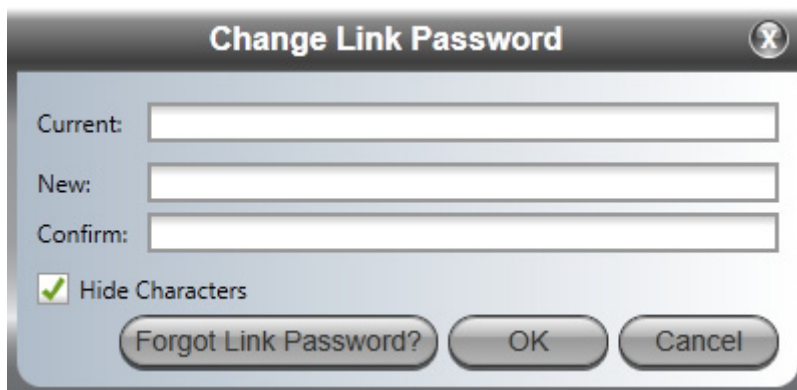 Change Link Password X
Current:
New:
Confirm:
Hide Characters
Forgot Link Password? OK Cancel